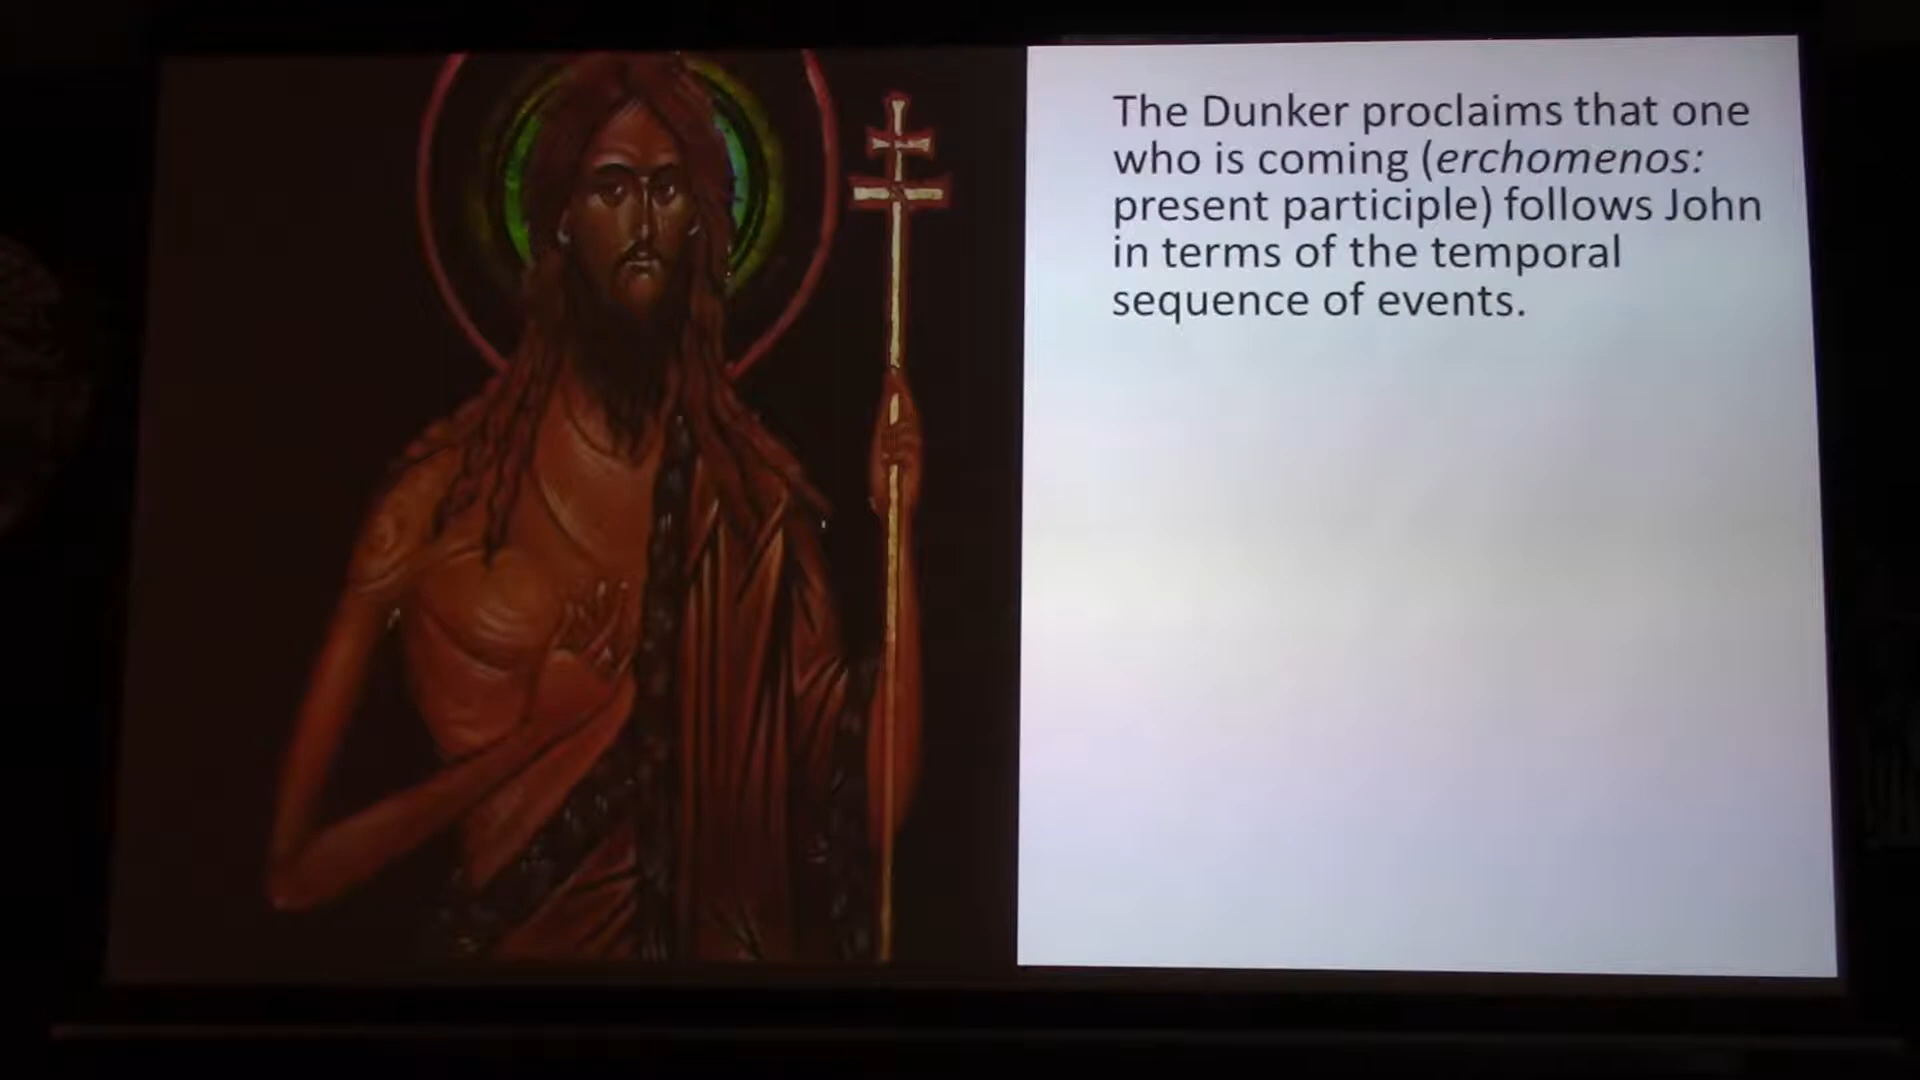 The Dunker proclaims that one
who is coming (erchomenos:
present participle) follows John
in terms of the temporal
sequence of events.